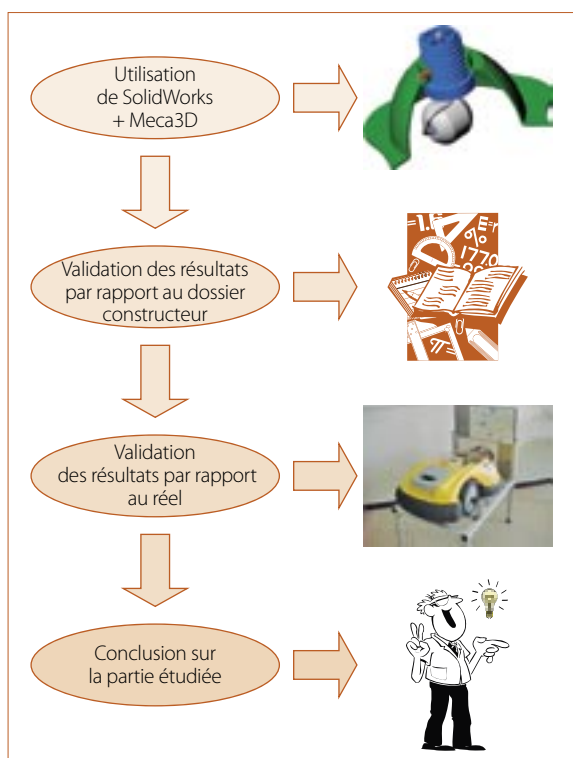 Utilisation
de SolidWorks
+ Meca3D
Validation des résultats
par rapport au dossier
constructeur
Validation
des résultats par rapport
au réel
Conclusion sur
la partie étudiée